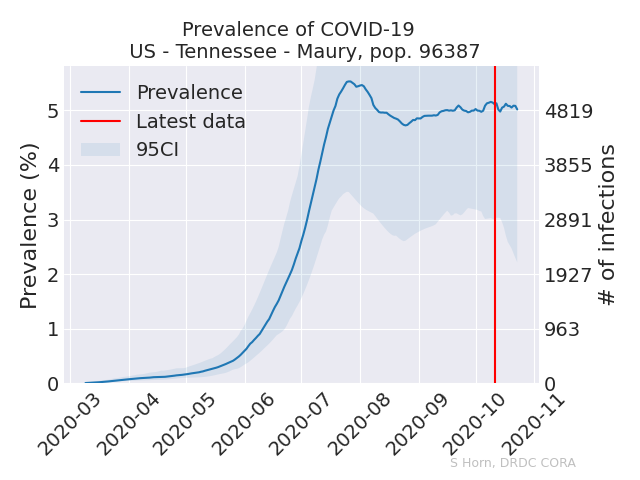 Prevalence of COVID-19
US - Tennessee - Maury, pop. 96387
Prevalence
Latest data
95CI
Prevalence (%)
5
4
3
2
1
0
# of infections
4819
3855
2891
1927
963
0
2020-03
2020-04
2020-05
2020-06
2020-07
2020-08
2020-09
2020-10
2020-11
S Horn, DRDC CORA